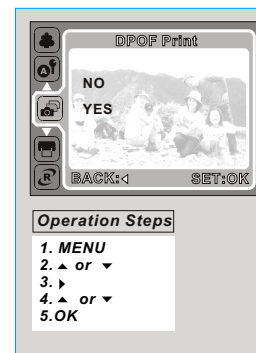 DPOF Print
NO
YES
BACK:◁ SET:OK
Operation Steps
1. MENU
2. ▲ or ▼
3. ▶
4. ▲ or ▼
5.OK